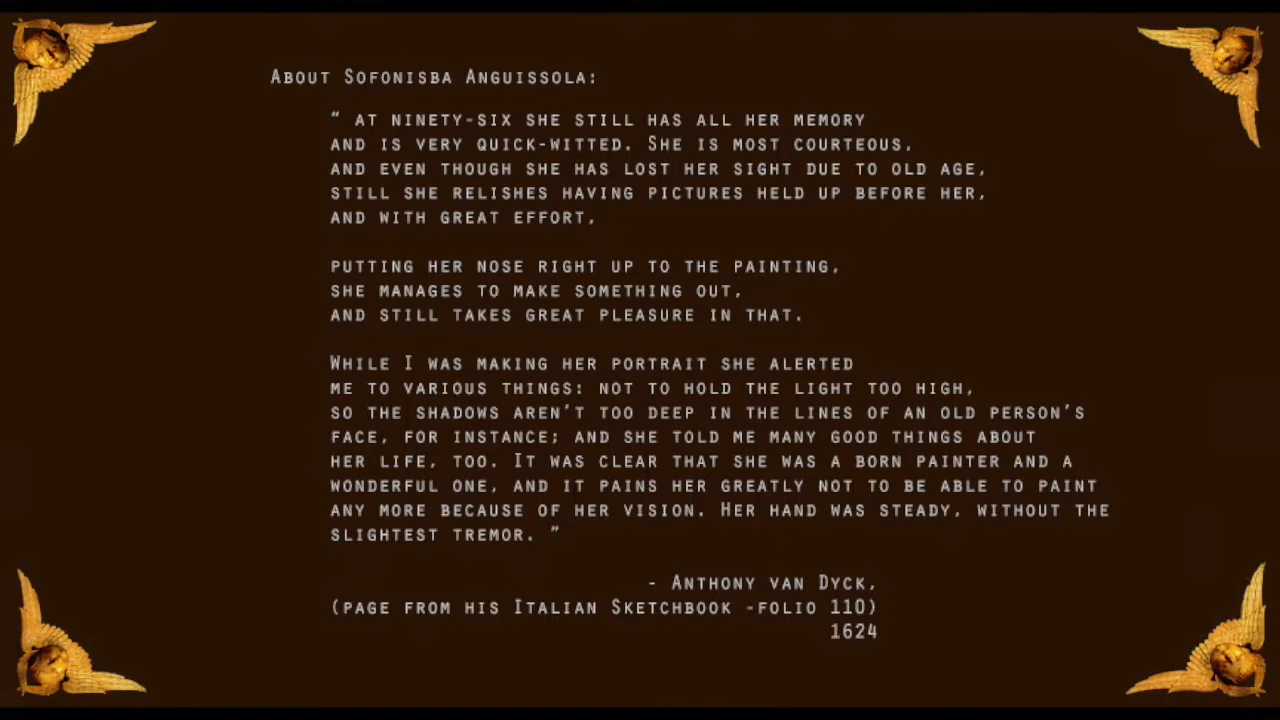 About Sofonisba Anguissola:
“ at ninety-six she still has all her memory
and is very quick-witted. She is most courteous,
and even though she has lost her sight due to old age,
still she relishes having pictures held up before her,
and with great effort,
putting her nose right up to the painting,
she manages to make something out,
and still takes great pleasure in that.
While I was making her portrait she alerted
me to various things: not to hold the light too high,
so the shadows aren't too deep in the lines of an old person's
face, for instance; and she told me many good things about
her life, too. It was clear that she was a born painter and a
wonderful one, and it pains her greatly not to be able to paint
any more because of her vision. Her hand was steady, without the
slightest tremor. ”
- Anthony van Dyck,
(page from his Italian Sketchbook -folio 110)
1624